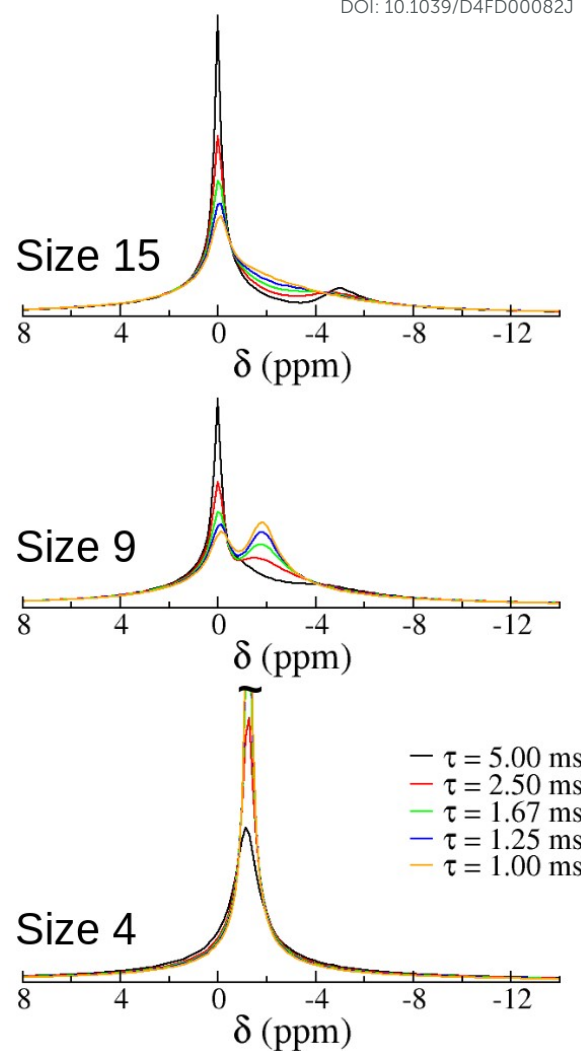 DOI: 10.1039/D4FD00082J
Size 15
8 4 0 -4 -8 -12
δ (ppm)
Size 9
8 4 0 -4 -8 -12
δ (ppm)
~
τ = 5.00 ms
τ = 2.50 ms
τ = 1.67 ms
τ = 1.25 ms
τ = 1.00 ms
Size 4
8 4 0 -4 -8 -12
δ (ppm)